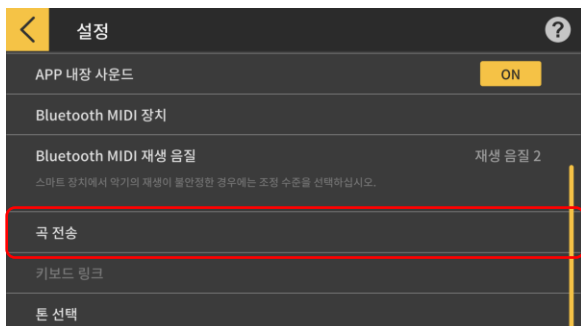 설정
?
APP 내장 사운드
ON
Bluetooth MIDI 장치
Bluetooth MIDI 재생 음질
재생 음질 2
스마트 장치에서 악기의 재생이 불안정한 경우에는 조정 수준을 선택하십시오.
곡 전송
키보드 링크
톤 선택